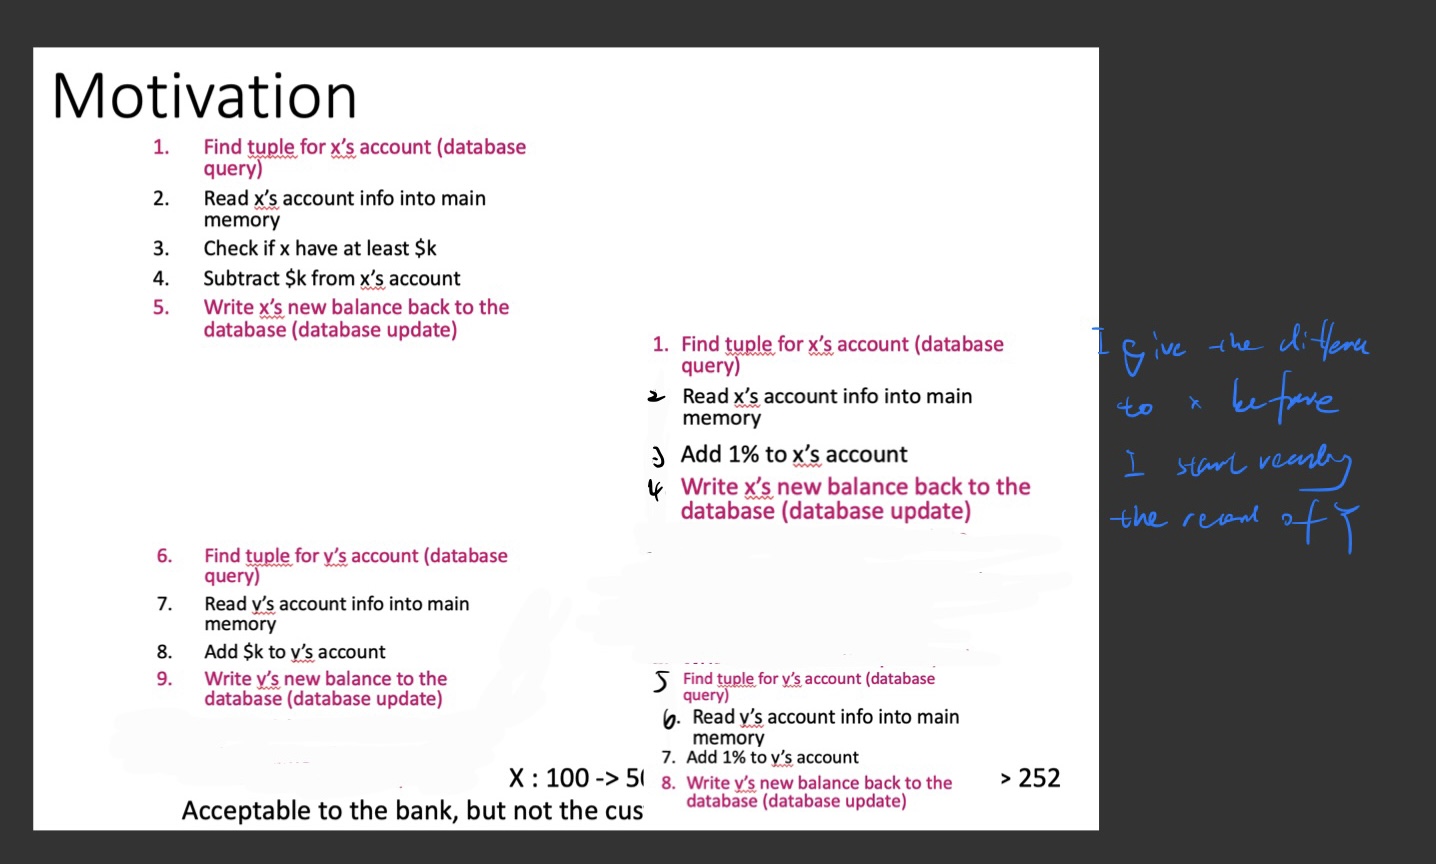 Motivation
1. Find tuple for x's account (database
query)
2. Read x's account info into main
memory
3. Check if x have at least $k
4. Subtract $k from x's account
5. Write x's new balance back to the
database (database update)
1. Find tuple for x's account (database
query)
2 Read x's account info into main
memory
3 Add 1% to x's account
4 Write x's new balance back to the
database (database update)
I give the
to x before
I start
the of Y
6. Find tuple for y's account (database
query)
7. Read y's account info into main
memory
8. Add $k to y's account
9. Write y's new balance to the
database (database update)
5 Find tuple for y's account (database
query)
6. Read y's account info into main
memory
7. Add 1% to y's account
8. Write y's new balance back to the
database (database update)
X : 100 -> 5
> 252
Acceptable to the bank, but not the cus